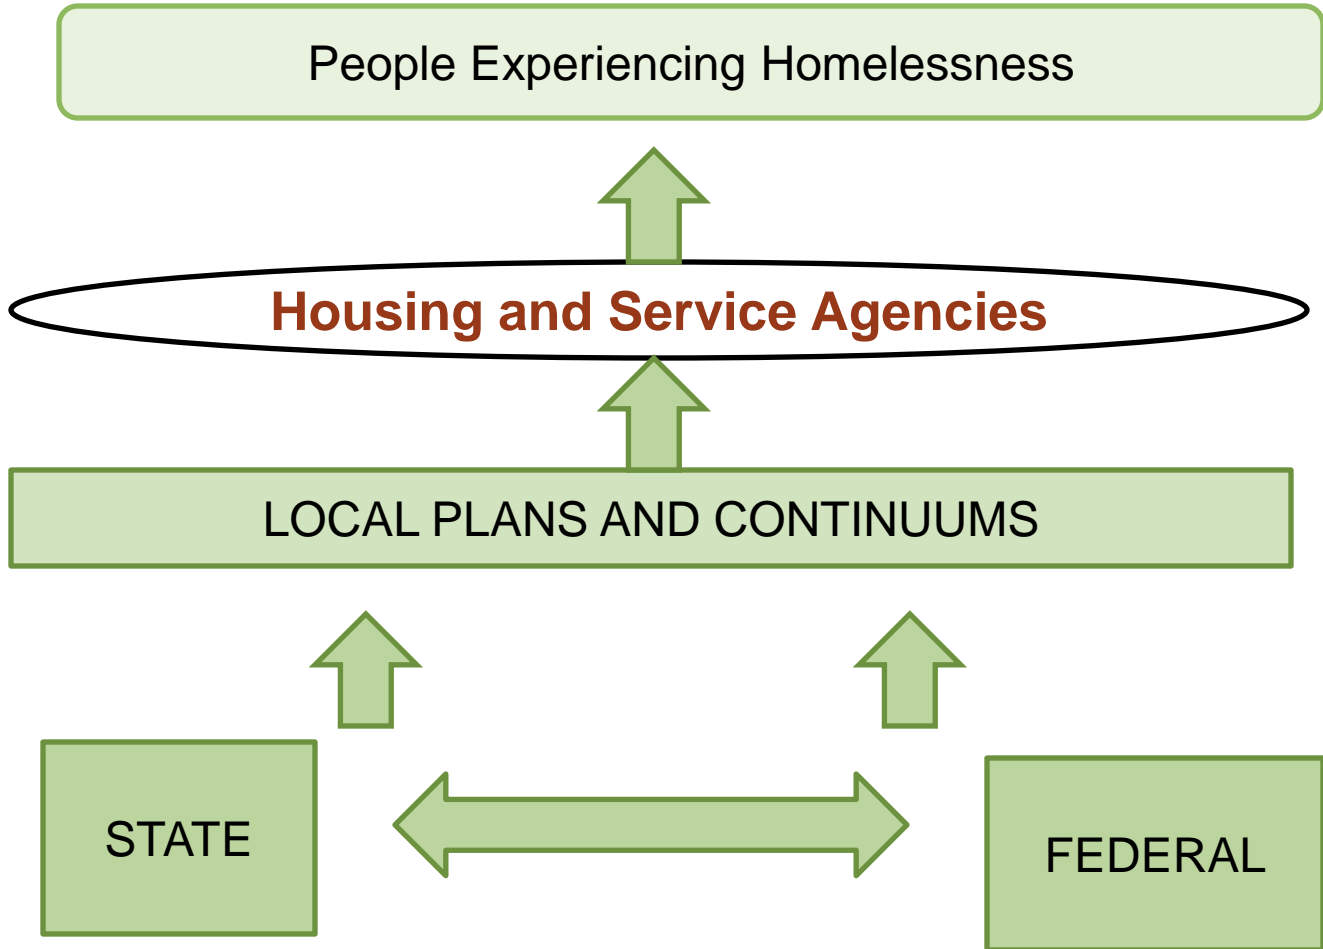 People Experiencing Homelessness
Housing and Service Agencies
LOCAL PLANS AND CONTINUUMS
STATE
FEDERAL